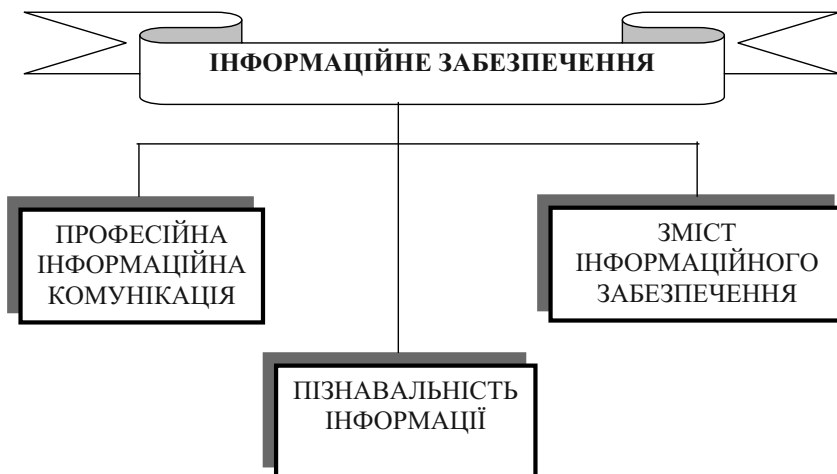 ІНФОРМАЦІЙНЕ ЗАБЕЗПЕЧЕННЯ
ПРОФЕСІЙНА
ІНФОРМАЦІЙНА
КОМУНІКАЦІЯ
ЗМІСТ
ІНФОРМАЦІЙНОГО
ЗАБЕЗПЕЧЕННЯ
ПІЗНАВАЛЬНІСТЬ
ІНФОРМАЦІЇ